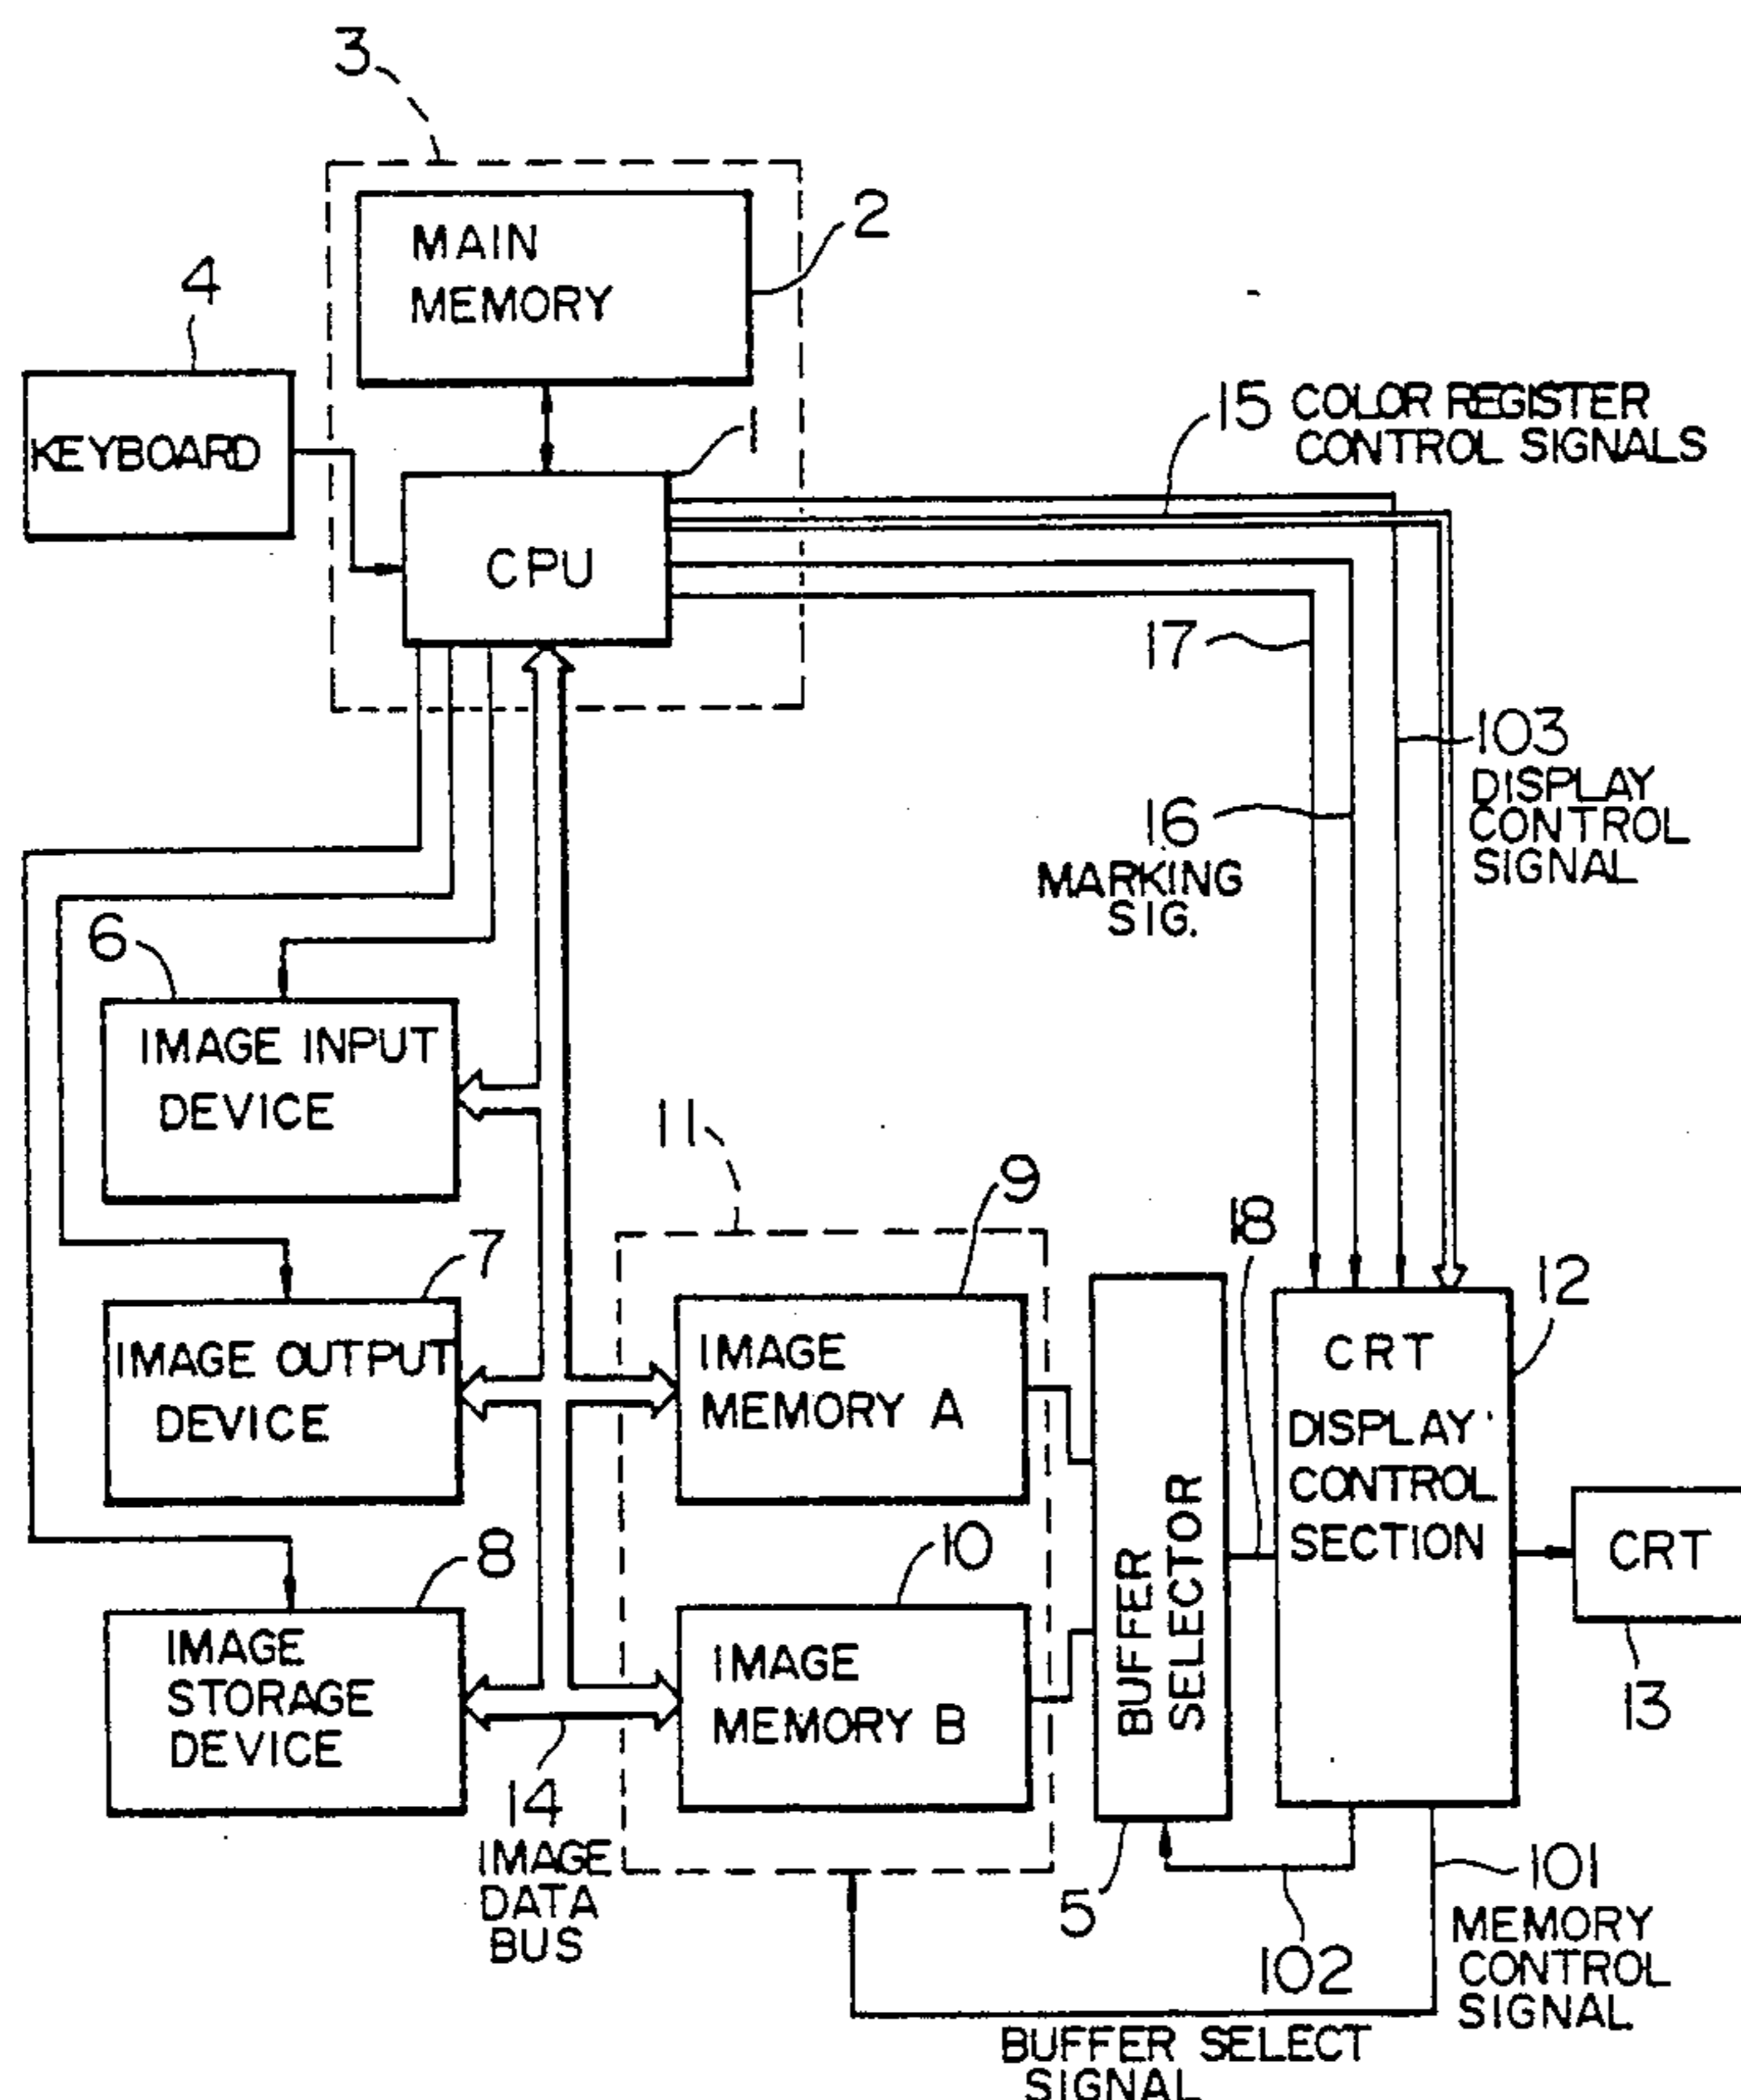 3
MAIN
MEMORY
2
4
KEYBOARD
1
CPU
15 COLOR REGISTER
CONTROL SIGNALS
17
103
DISPLAY
CONTROL
SIGNAL
16
MARKING
SIG.
6
IMAGE INPUT
DEVICE
11
9
18
12
7
IMAGE OUTPUT
DEVICE
IMAGE
MEMORY A
CRT
DISPLAY
CONTROL
SECTION
BUFFER
SELECTOR
CRT
13
8
10
IMAGE
STORAGE
DEVICE
IMAGE
MEMORY B
14
IMAGE
DATA
BUS
5
102
101
MEMORY
CONTROL
SIGNAL
BUFFER SELECT
SIGNAL